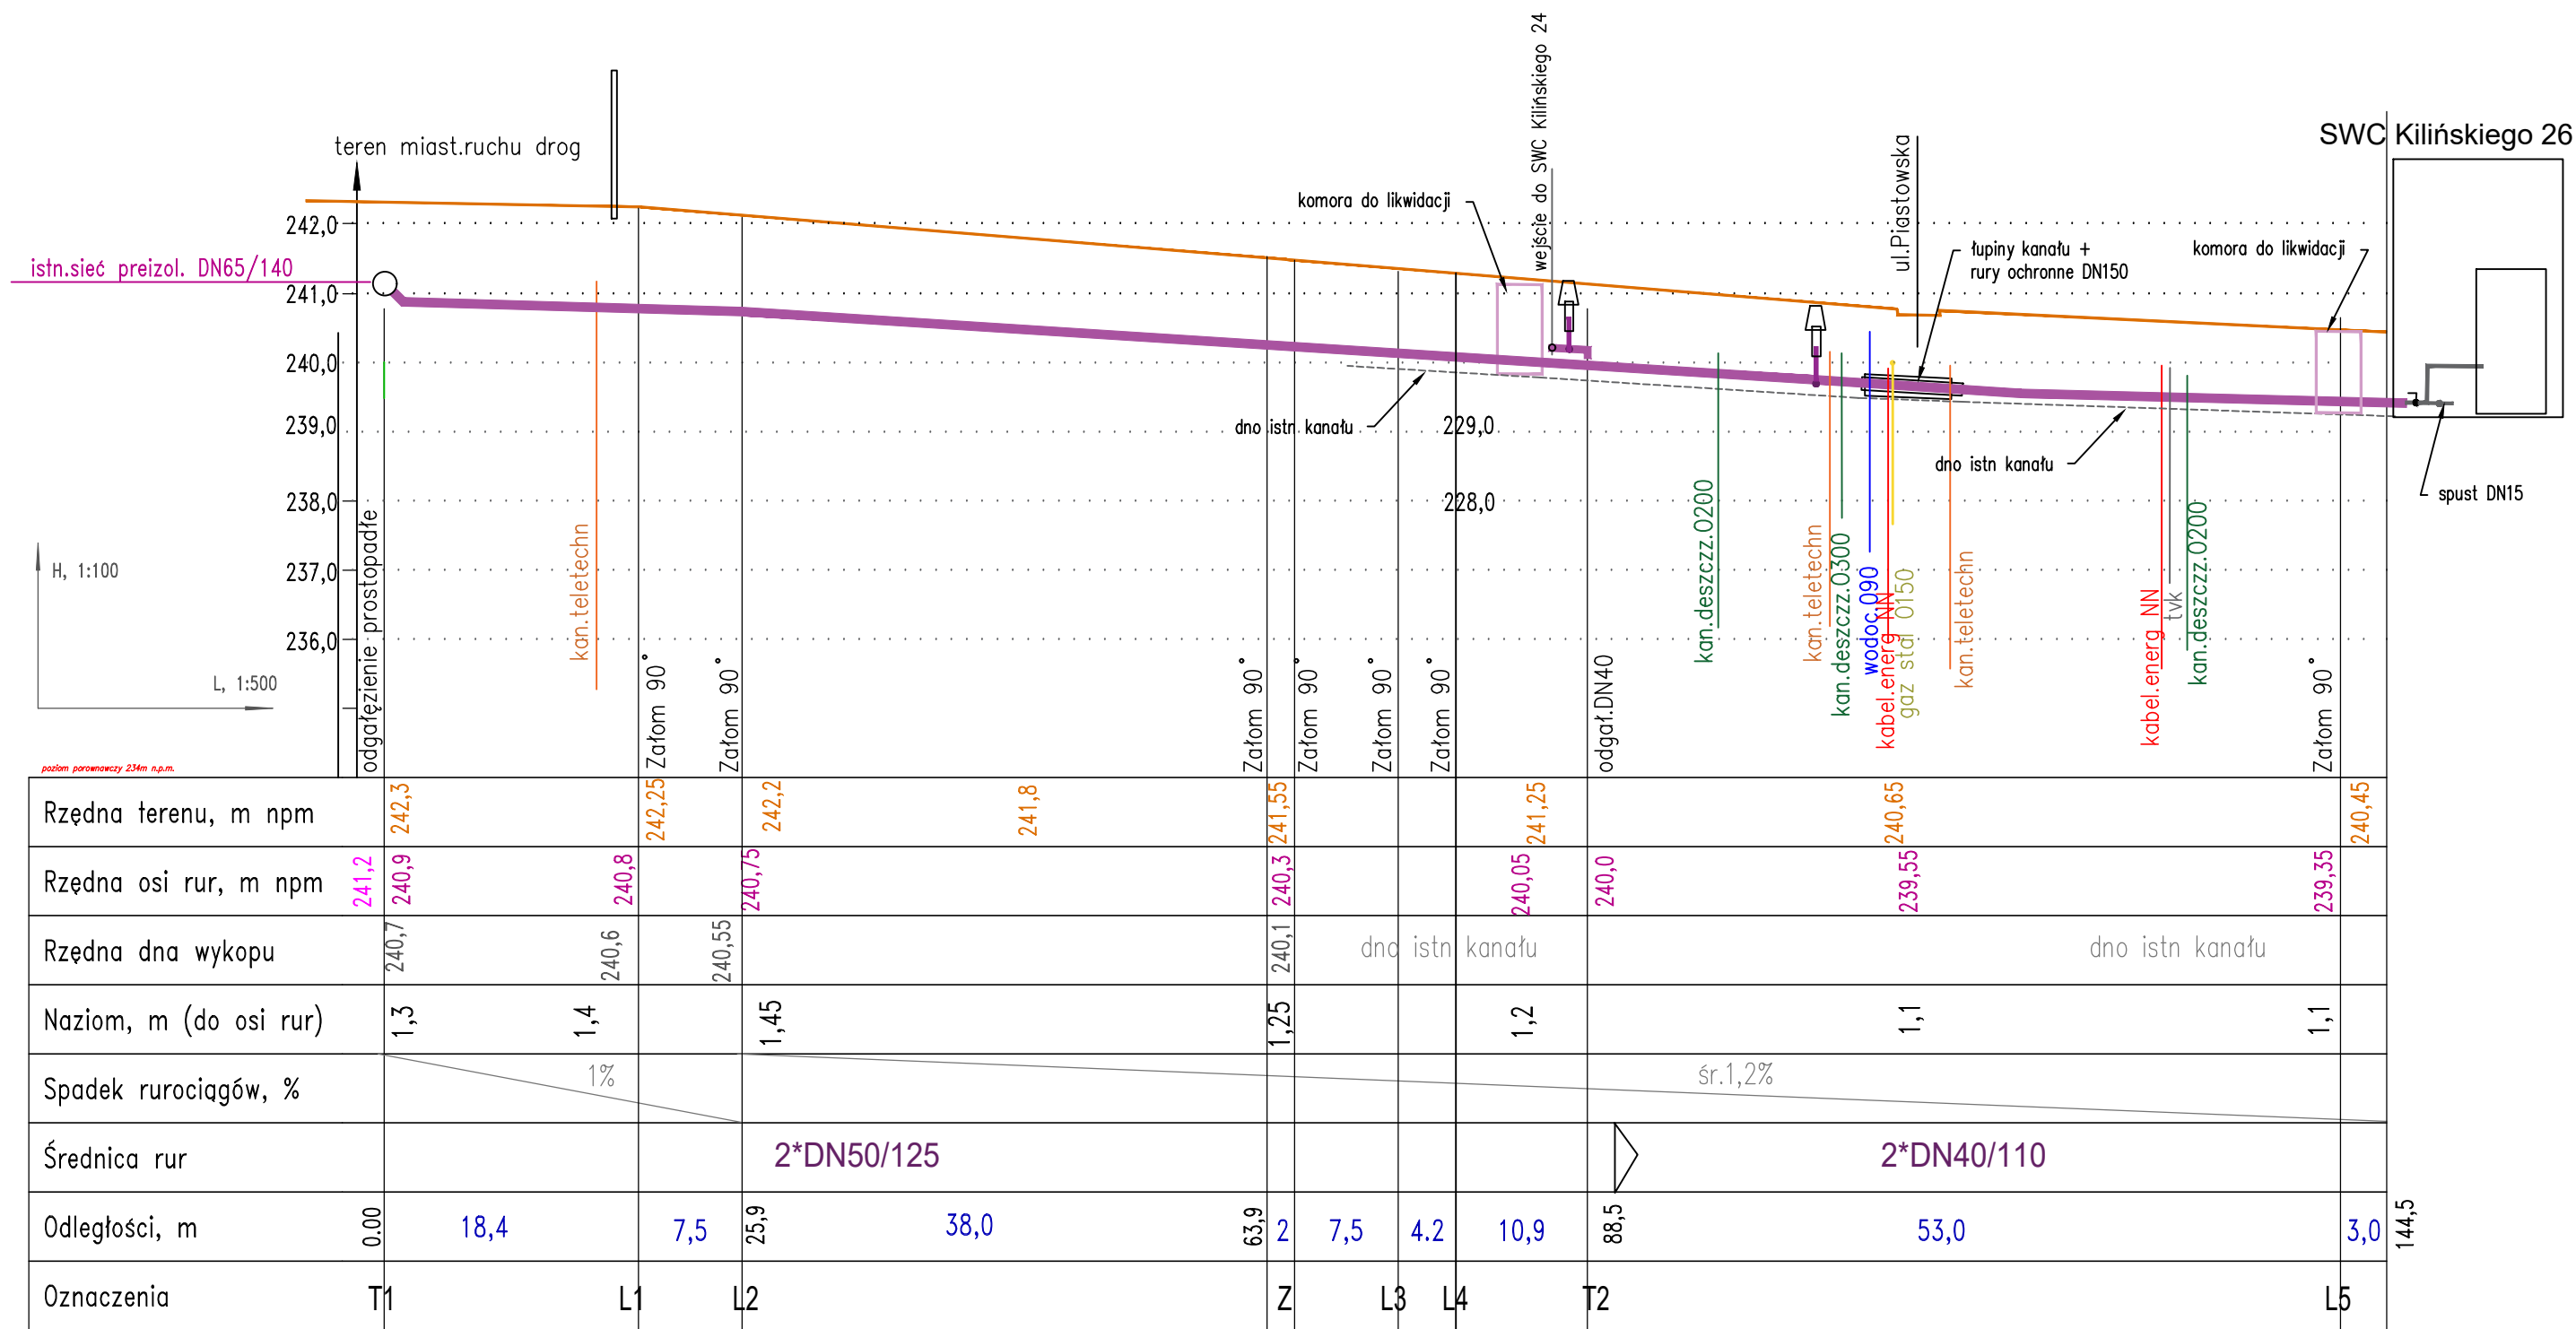 wejście do SWC Kilińskiego 24
SWC Kilińskiego 26
teren miast.ruchu drog
ul.Piastowska
komora do likwidacji
łupiny kanału +
rury ochronne DN150
komora do likwidacji
istn.sieć preizol. DN65/140
242,0
241,0
240,0
239,0
238,0
237,0
236,0
229,0
228,0
dno istn kanału
dno istn kanału
spust DN15
H, 1:100
L, 1:500
poziom porownawczy 234m n.p.m.
odgałęzienie prostopadłe
kan.teletechn
Załom 90°
Załom 90°
Załom 90°
Załom 90°
Załom 90°
Załom 90°
odgał.DN40
kan.deszczz.O200
kan.teletechn
kan.deszczz.O300
wodoc.O90
kabel.energ NN
gaz stal O150
kan.teletechn
kabel.energ NN
tvk
kan.deszczz.O200
Załom 90°
Rzędna terenu, m npm 242,3 242,25 242,2 241,8 241,55 241,25 240,65 240,45
Rzędna osi rur, m npm 241,2 240,9 240,8 240,75 240,3 240,05 240,0 239,55 239,35
Rzędna dna wykopu 240,7 240,6 240,55 240,1 dno istn kanału dno istn kanału
Naziom, m (do osi rur) 1,3 1,4 1,45 1,25 1,2 1,1 1,1
Spadek rurociągów, % 1% śr.1,2%
Średnica rur 2*DN50/125 2*DN40/110
Odległości, m 0.00 18,4 7,5 25,9 38,0 63,9 2 7,5 4.2 10,9 88,5 53,0 3,0 144,5
Oznaczenia T1 L1 L2 Z L3 L4 T2 L5